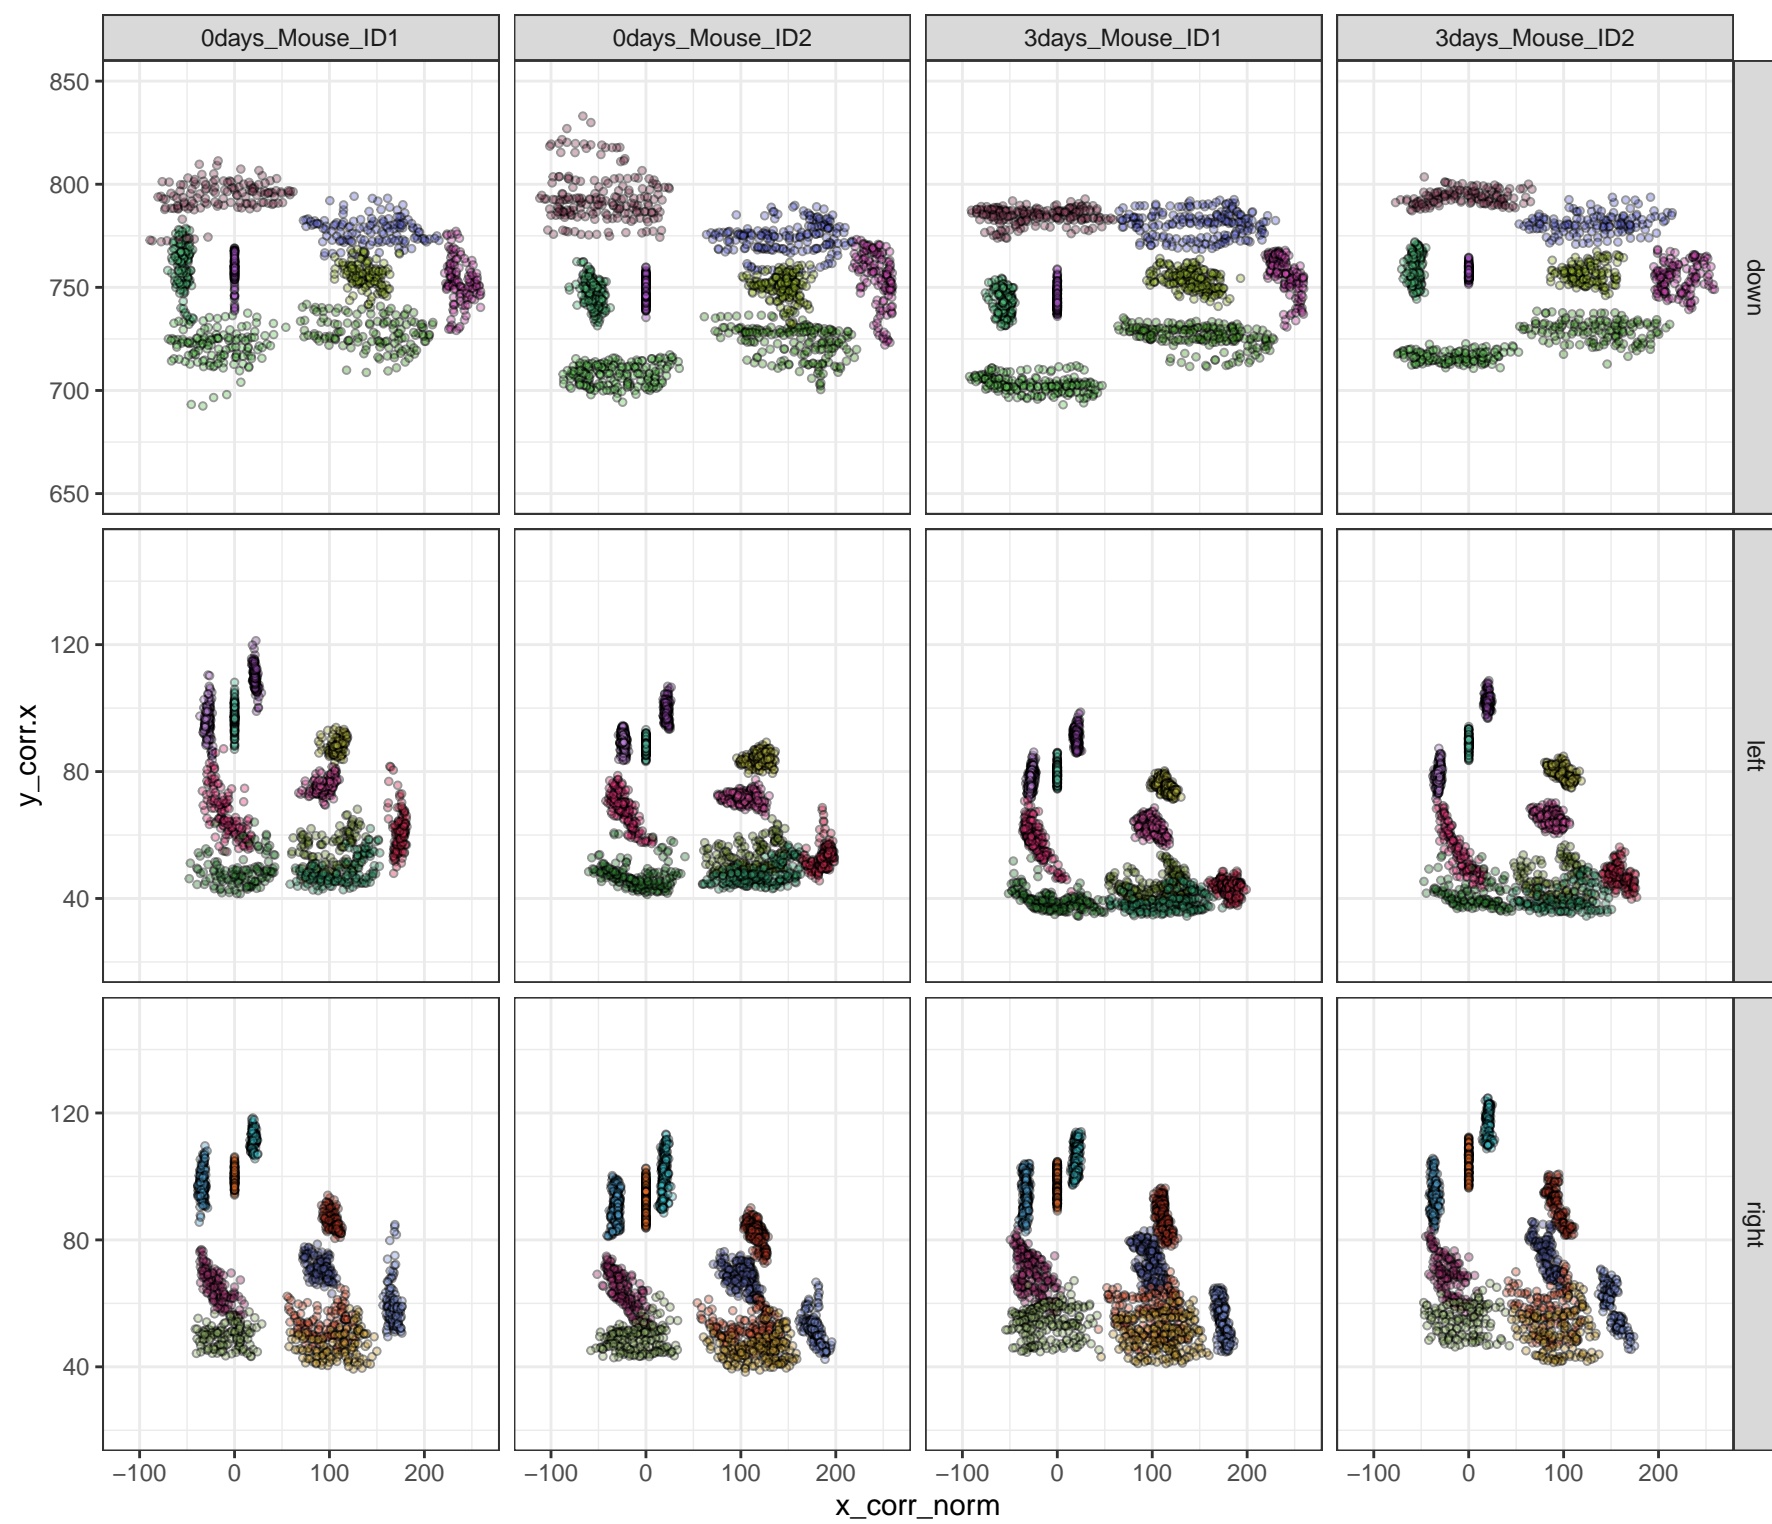 0days_Mouse_ID1 0days_Mouse_ID2 3days_Mouse_ID1 3days_Mouse_ID2
850
800
750
700
650
down
120
80
40
left
y_corr.x
120
80
40
right
−100 0 100 200 −100 0 100 200 −100 0 100 200 −100 0 100 200
x_corr_norm